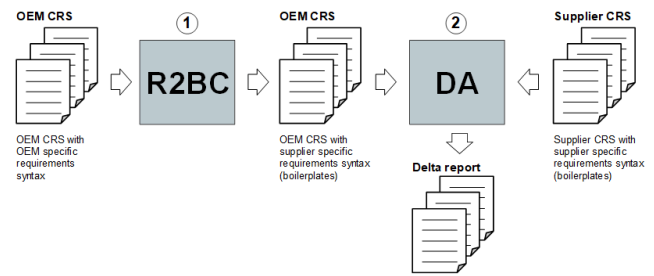 OEM CRS
1
OEM CRS
2
Supplier CRS
R2BC
DA
OEM CRS with
OEM specific
requirements
syntax
OEM CRS with
supplier specific
requirements syntax
(boilerplates)
Supplier CRS with
supplier specific
requirements syntax
(boilerplates)
Delta report